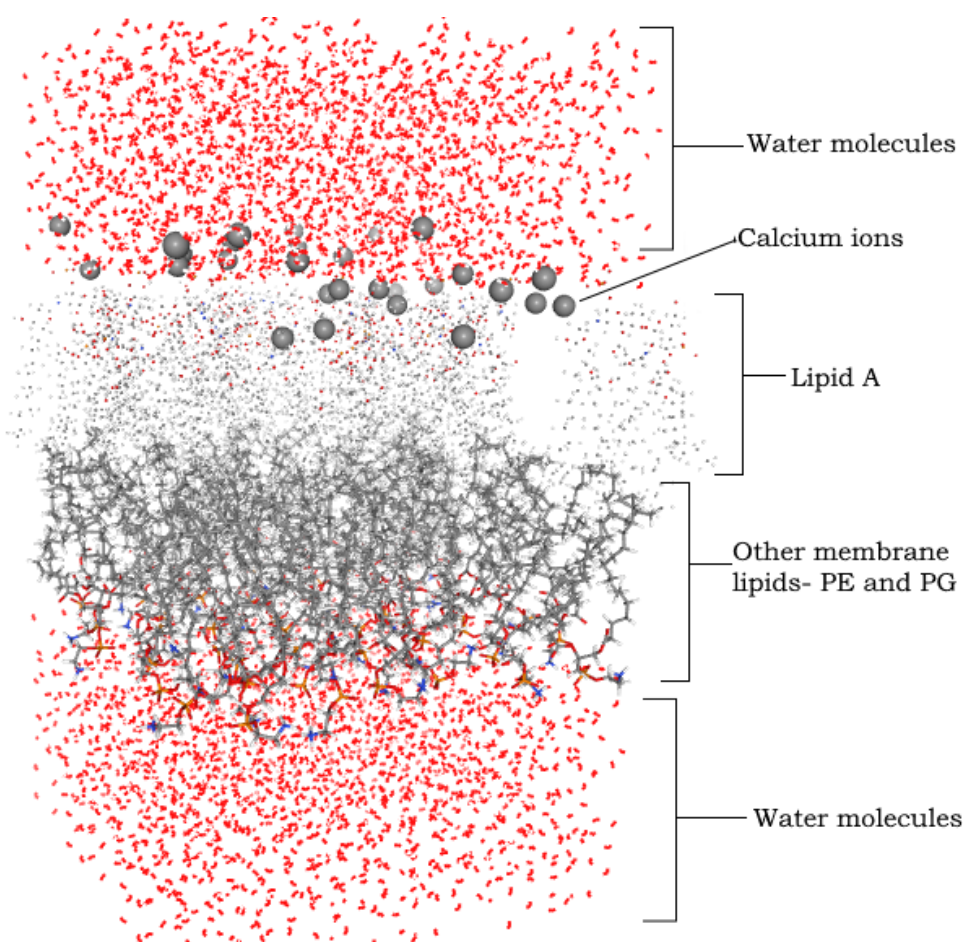 Water molecules
Calcium ions
Lipid A
Other membrane
lipids- PE and PG
Water molecules